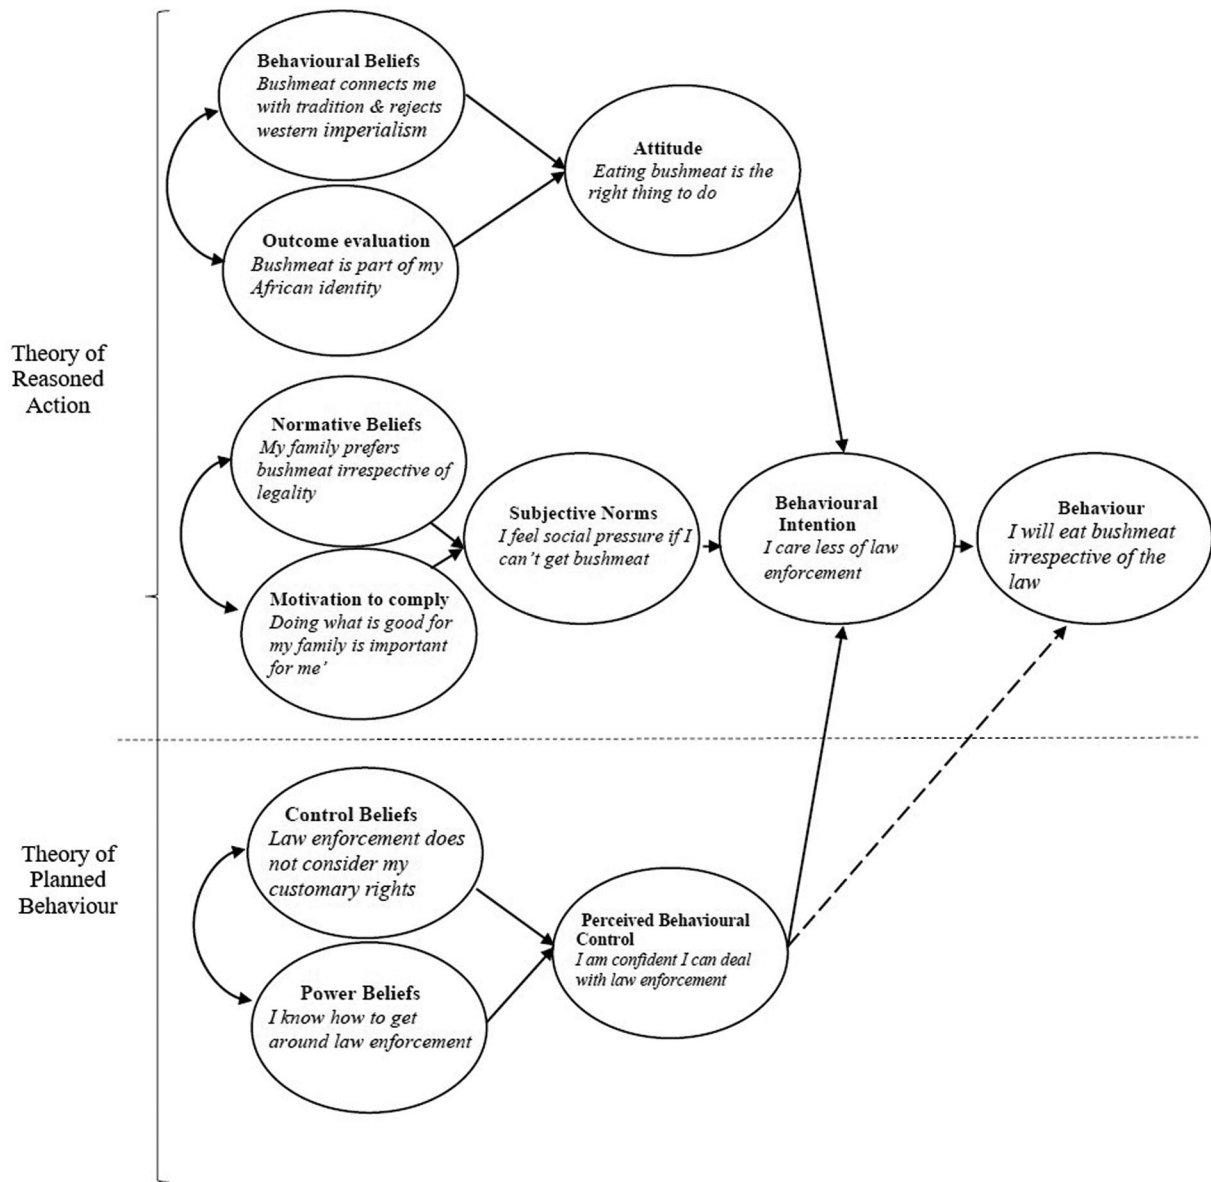 Behavioural Beliefs
Bushmeat connects me
with tradition & rejects
western imperialism
Attitude
Eating bushmeat is the
right thing to do
Outcome evaluation
Bushmeat is part of my
African identity
Theory of
Reasoned
Action
Normative Beliefs
My family prefers
bushmeat irrespective of
legality
Subjective Norms
I feel social pressure if I
can't get bushmeat
Behavioural
Intention
I care less of law
enforcement
Behaviour
I will eat bushmeat
irrespective of the
law
Motivation to comply
Doing what is good for
my family is important
for me'
Theory of
Planned
Behaviour
Control Beliefs
Law enforcement does
not consider my
customary rights
Perceived Behavioural
Control
I am confident I can deal
with law enforcement
Power Beliefs
I know how to get
around law enforcement